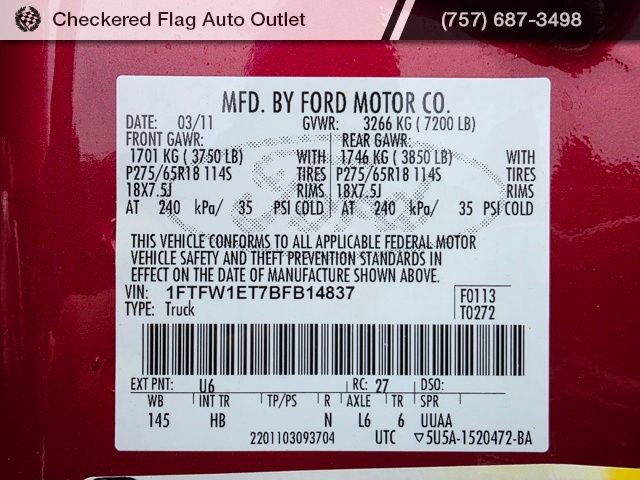 Checkered Flag Auto Outlet (757) 687-3498
MFD. BY FORD MOTOR CO.
DATE: 03/11 GVWR: 3266 KG ( 7200 LB)
FRONT GAWR: REAR GAWR:
1701 KG ( 3750 LB) WITH 1746 KG ( 3850 LB) WITH
P275/65R18 114S TIRES P275/65R18 114S TIRES
18X7.5J RIMS 18X7.5J RIMS
AT 240 kPa/ 35 PSI COLD AT 240 kPa/ 35 PSI COLD
THIS VEHICLE CONFORMS TO ALL APPLICABLE FEDERAL MOTOR
VEHICLE SAFETY AND THEFT PREVENTION STANDARDS IN
EFFECT ON THE DATE OF MANUFACTURE SHOWN ABOVE.
VIN: 1FTFW1ET7BFB14837 F0113
TYPE: Truck T0272
EXT PNT: U6 RC: 27 DSO:
WB INT TR TP/PS R AXLE TR SPR
145 HB N L6 6 UUAA
2201103093704 UTC ▽5U5A-1520472-BA